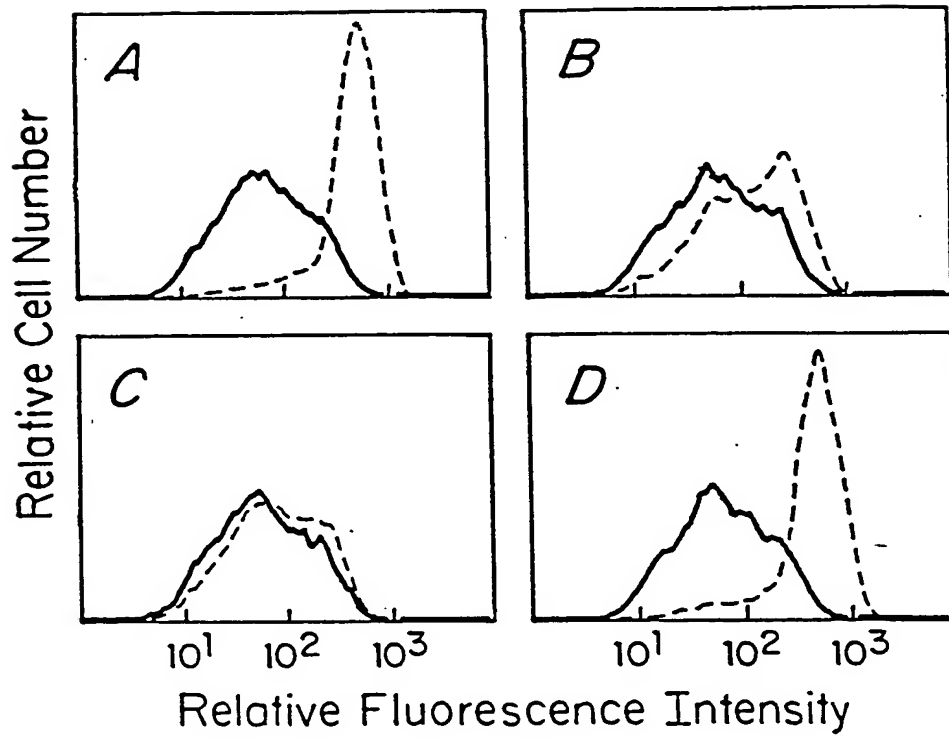 A
B
C
D
Relative Cell Number
10¹ 10² 10³
10¹ 10² 10³
Relative Fluorescence Intensity